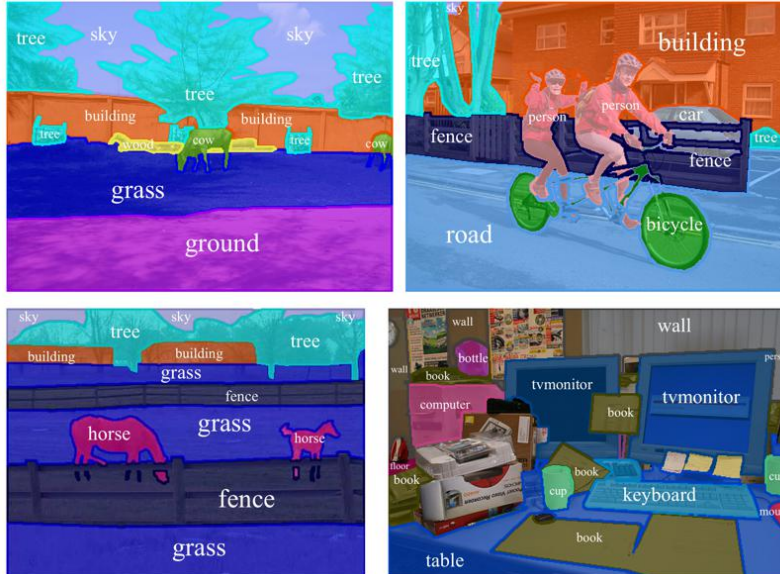 tree
sky
sky
tree
tree
building
building
tree
wood
cow
tree
cow
grass
ground
sky
building
tree
person
person
car
fence
tree
fence
bicycle
road
sky
sky
sky
tree
tree
building
building
grass
fence
grass
horse
horse
fence
grass
wall
wall
bottle
wall
book
tvmonitor
tvmonitor
computer
book
floor
book
book
cup
keyboard
cu
mou
book
table